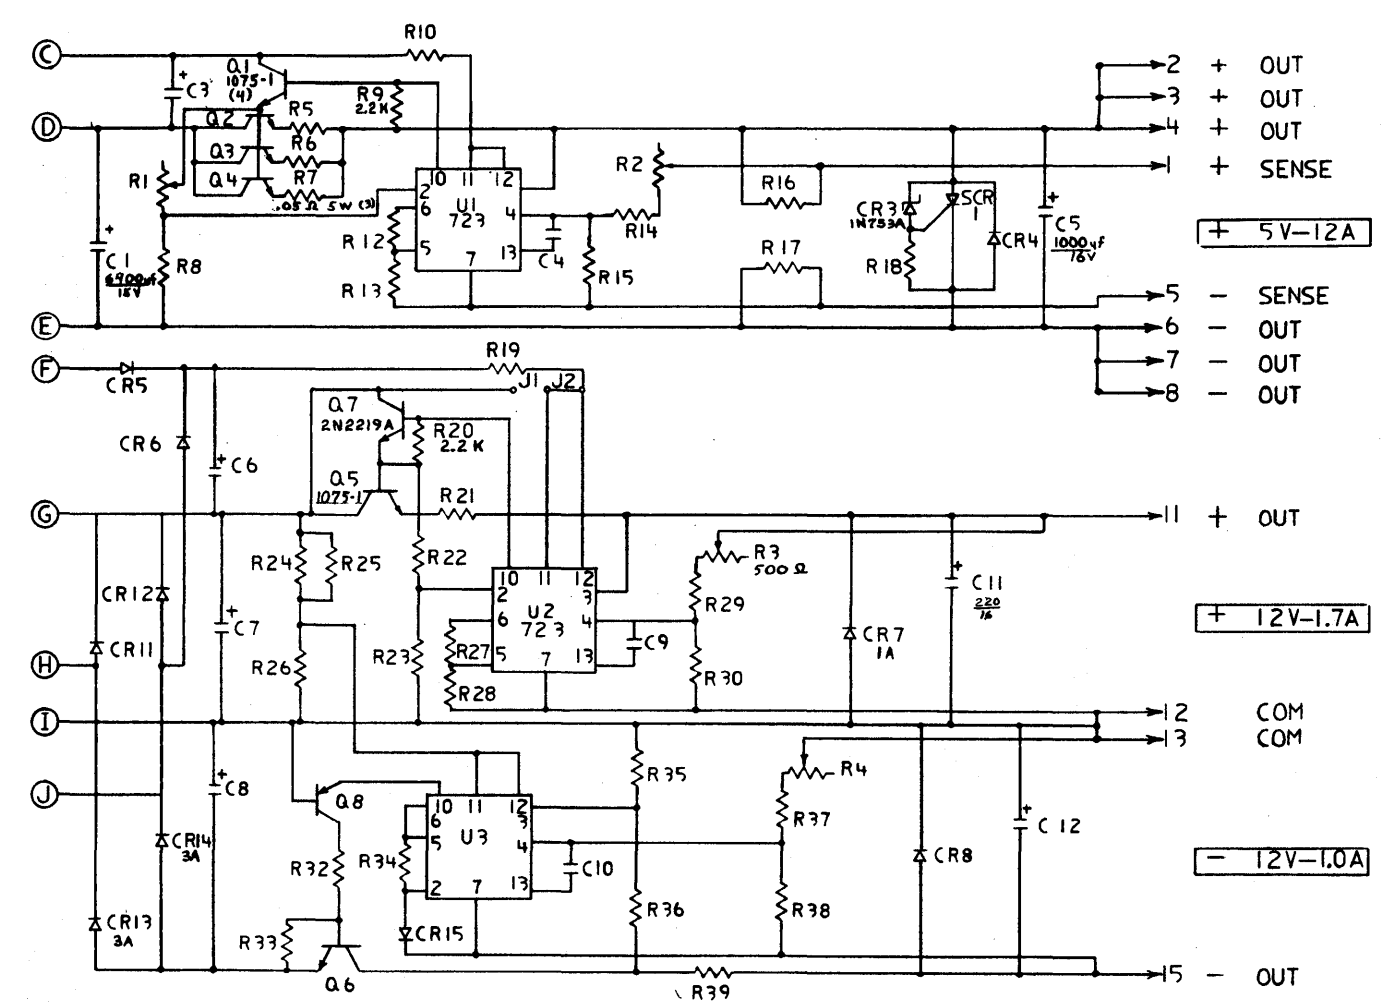 C
R10
2 + OUT
Q1
1075-1
(4)
+
C3
R9
2.2K
3 + OUT
D
Q2
R5
4 + OUT
Q3
R6
R2
1 + SENSE
Q4
R7
.05Ω 5W (3)
R1
10 11 12
2
6
U1
723
4
5
13
7
R16
CR3
1N753A
SCR
1
+
C5
1000uf
16V
+ 5V-12A
R12
R14
CR4
+
C1
6900uf
15V
R8
C4
R17
R18
R13
R15
5 - SENSE
E
6 - OUT
R19
7 - OUT
F
CR5
J1 J2
8 - OUT
Q7
2N2219A
R20
2.2K
CR6
+
C6
Q5
1075-1
R21
G
11 + OUT
R24
R25
R22
R3
500Ω
10 11 12
2
3
6
U2
723
4
5
7
13
+
C11
220
16
CR12
R29
+
C7
+ 12V-1.7A
CR11
R27
C9
CR7
1A
H
R26
R23
R28
R30
I
12 COM
13 COM
R35
R4
+
C8
J
Q8
10 11 12
6
3
U3
5
4
2
7
13
R37
+
C12
CR14
3A
R32
R34
C10
CR8
- 12V-1.0A
R36
R38
CR13
3A
R33
CR15
15 - OUT
Q6
R39